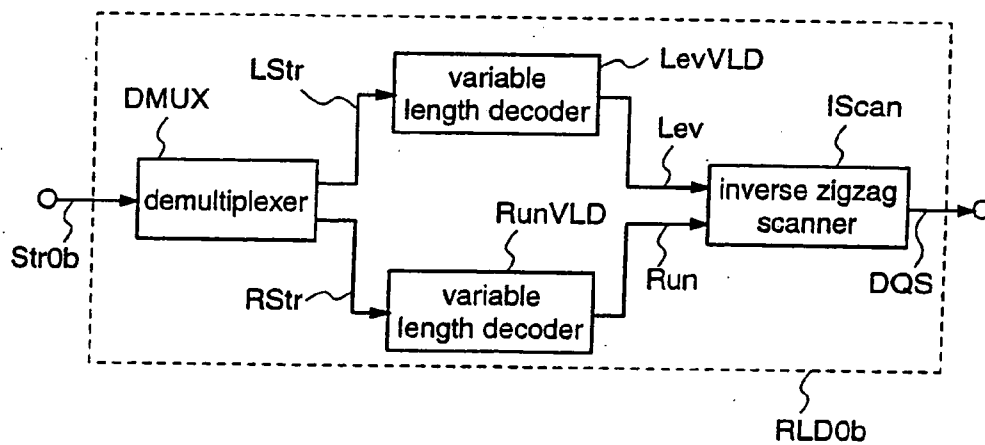 LStr
variable
length decoder
LevVLD
DMUX
Lev
IScan
demultiplexer
inverse zigzag
scanner
Str0b
RunVLD
Run
DQS
RStr
variable
length decoder
RLD0b